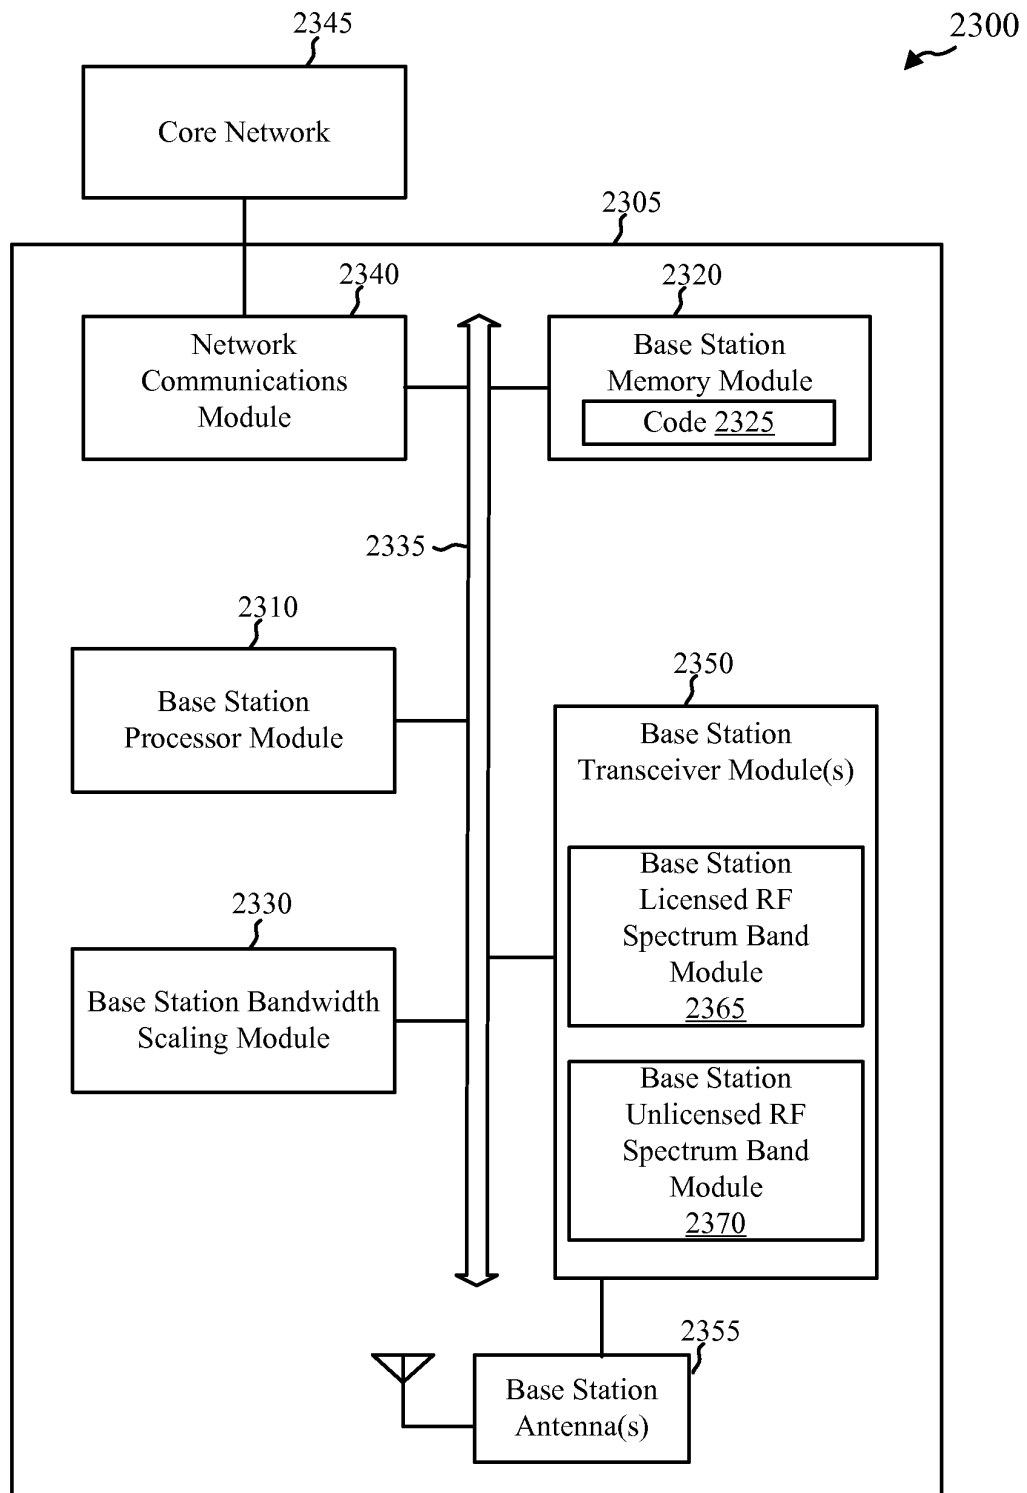 2345
2300
Core Network
2305
2340
2320
Network
Communications
Module
Base Station
Memory Module
Code 2325
2335
2310
Base Station
Processor Module
2350
Base Station
Transceiver Module(s)
Base Station
Licensed RF
Spectrum Band
Module
2365
2330
Base Station Bandwidth
Scaling Module
Base Station
Unlicensed RF
Spectrum Band
Module
2370
2355
Base Station
Antenna(s)